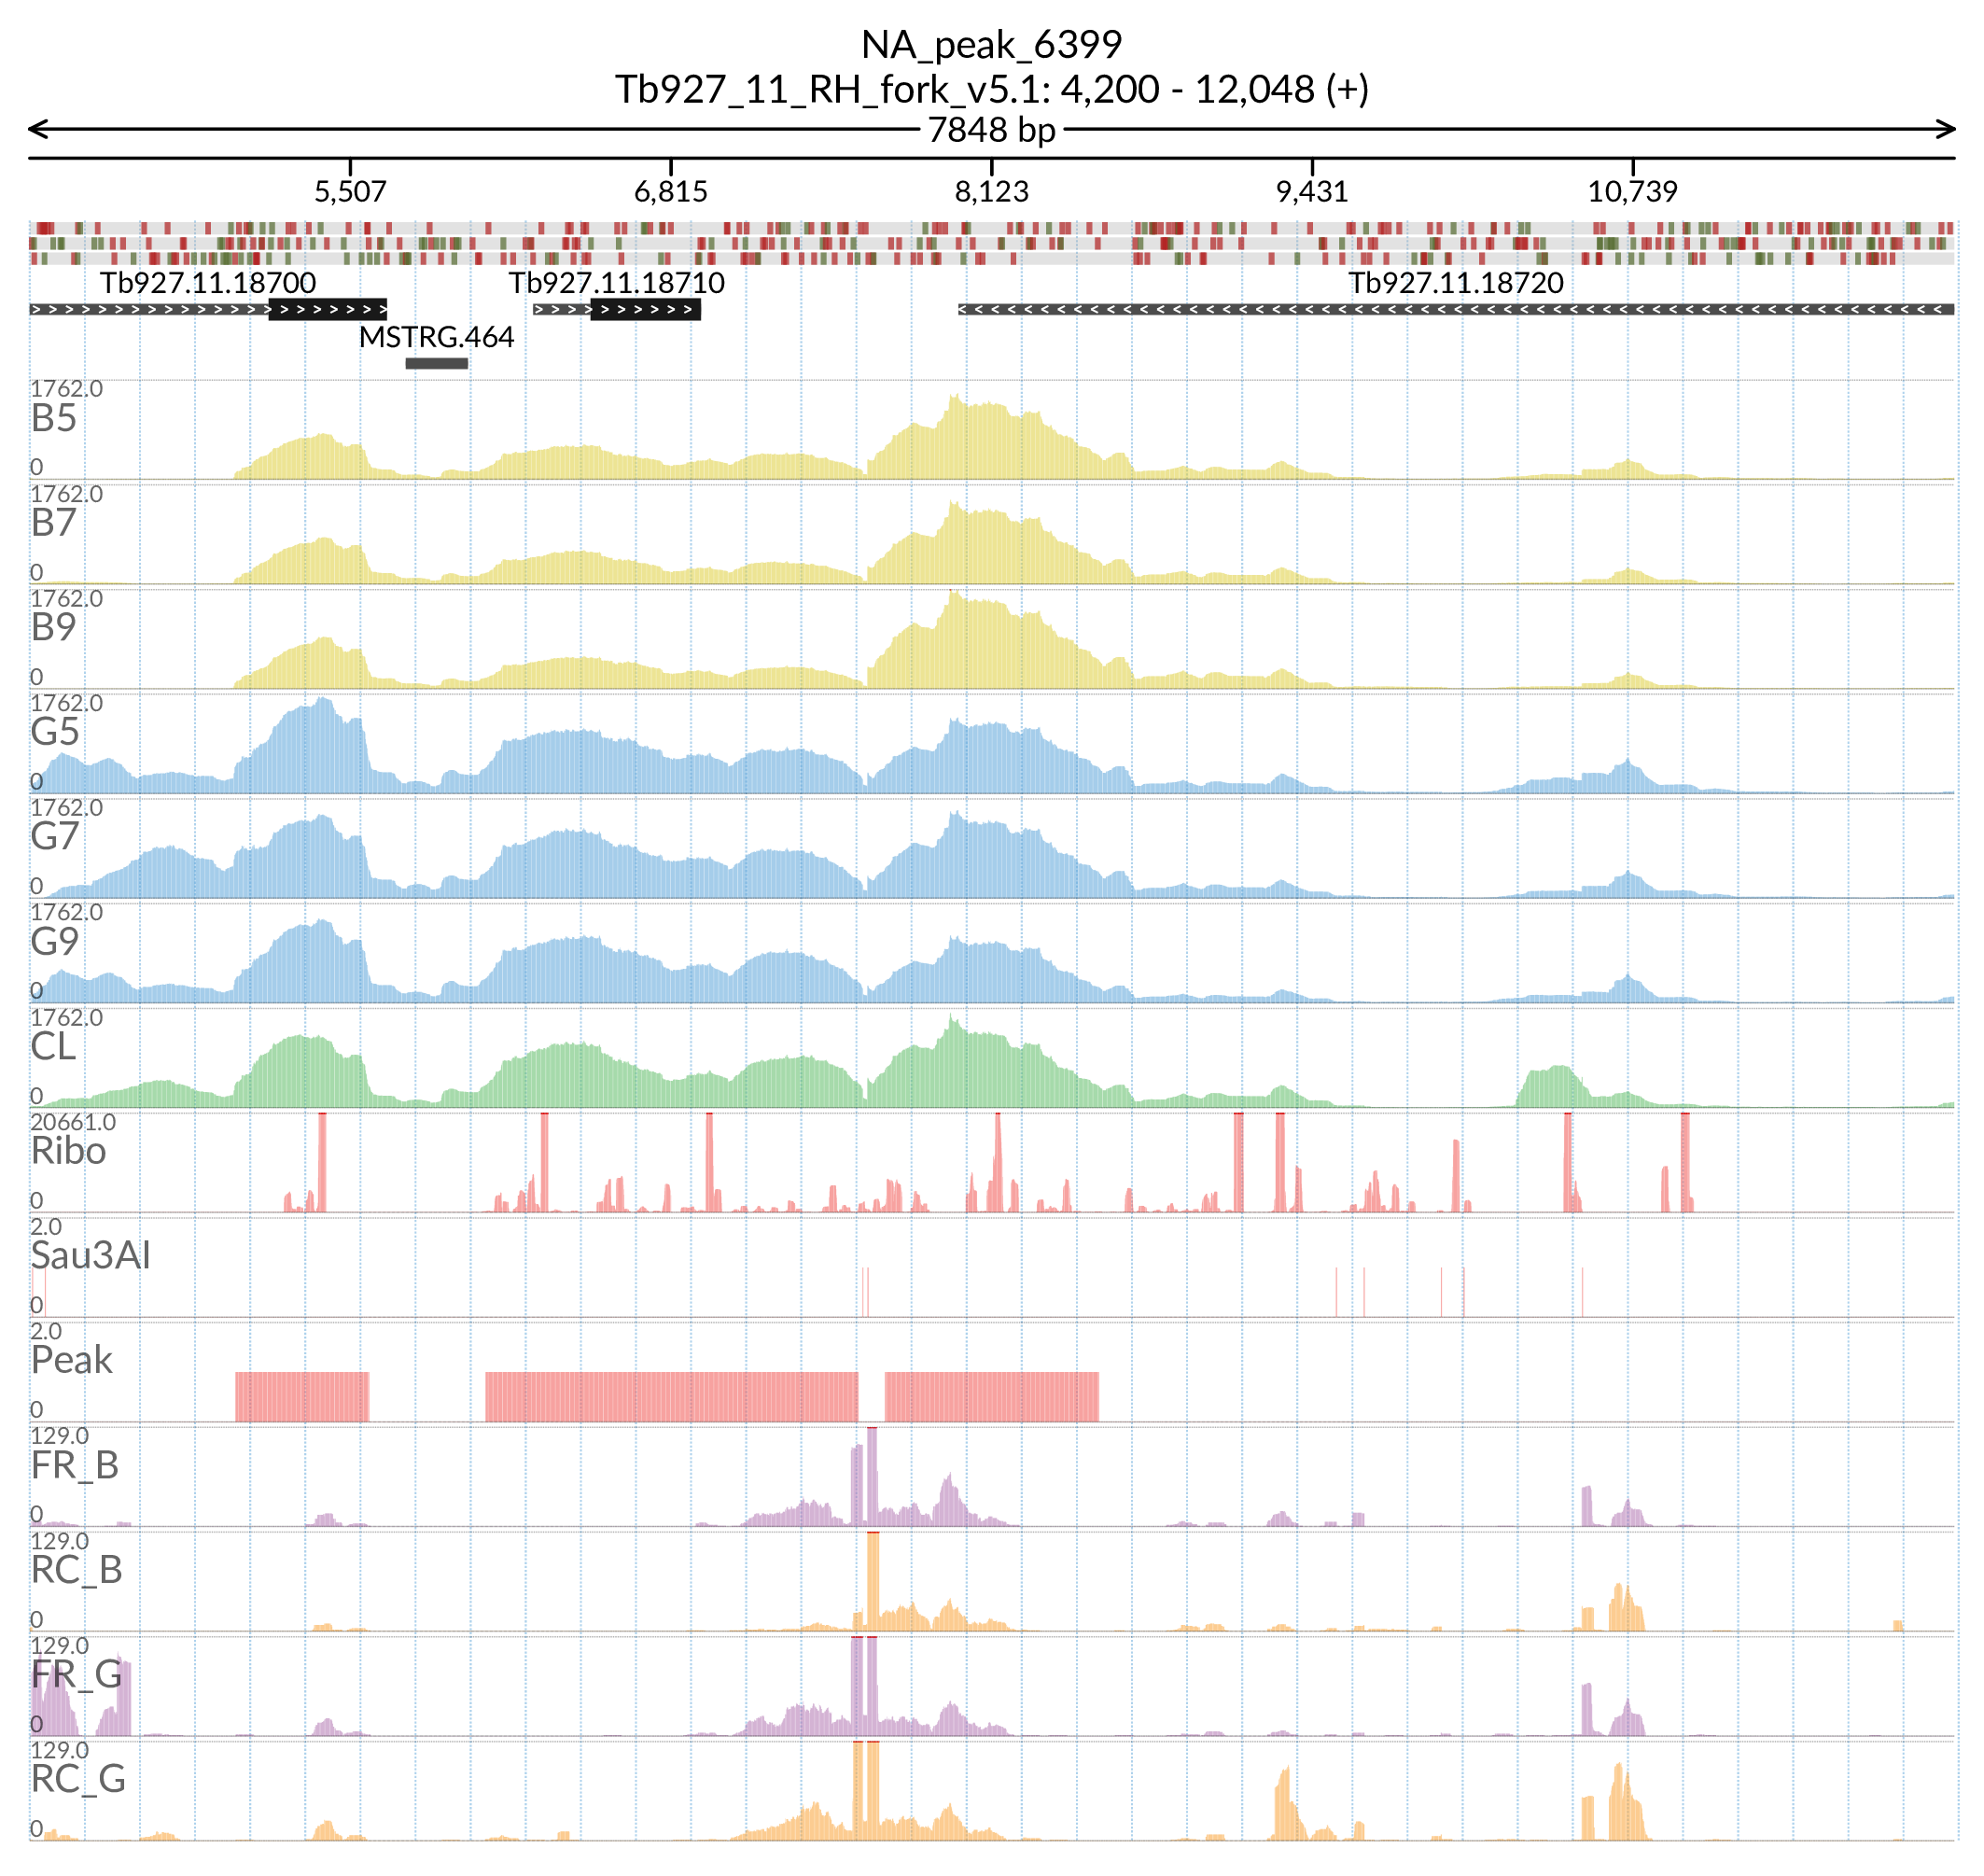 NA_peak_6399
Tb927_11_RH_fork_v5.1: 4,200 - 12,048 (+)
7848 bp
5,507 6,815 8,123 9,431 10,739
Tb927.11.18700 Tb927.11.18710 Tb927.11.18720
MSTRG.464
1762.0
B5
0
1762.0
B7
0
1762.0
B9
0
1762.0
G5
0
1762.0
G7
0
1762.0
G9
0
1762.0
CL
0
20661.0
Ribo
0
2.0
Sau3AI
0
2.0
Peak
0
129.0
FR_B
0
129.0
RC_B
0
129.0
FR_G
0
129.0
RC_G
0